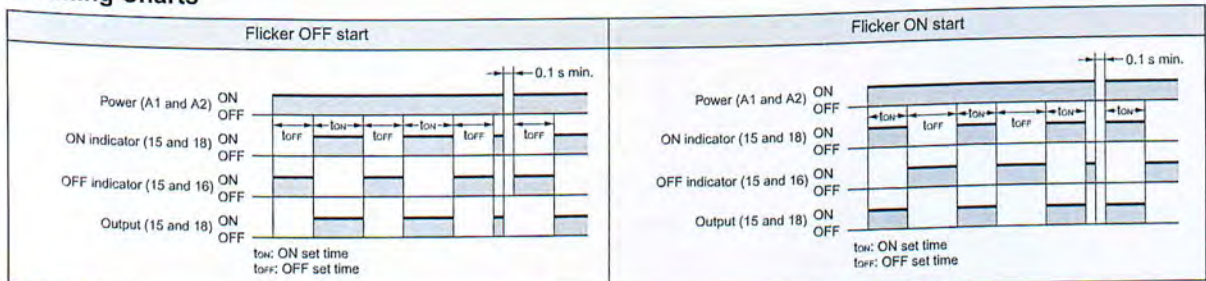 Flicker OFF start
0.1 s min.
Power (A1 and A2) ON
OFF
tOFF tON tOFF tON tOFF tOFF
ON indicator (15 and 18) ON
OFF
OFF indicator (15 and 16) ON
OFF
Output (15 and 18) ON
OFF
tON: ON set time
tOFF: OFF set time
Flicker ON start
0.1 s min.
Power (A1 and A2) ON
OFF
tON tOFF tON tOFF tON tON
ON indicator (15 and 18) ON
OFF
OFF indicator (15 and 16) ON
OFF
Output (15 and 18) ON
OFF
tON: ON set time
tOFF: OFF set time